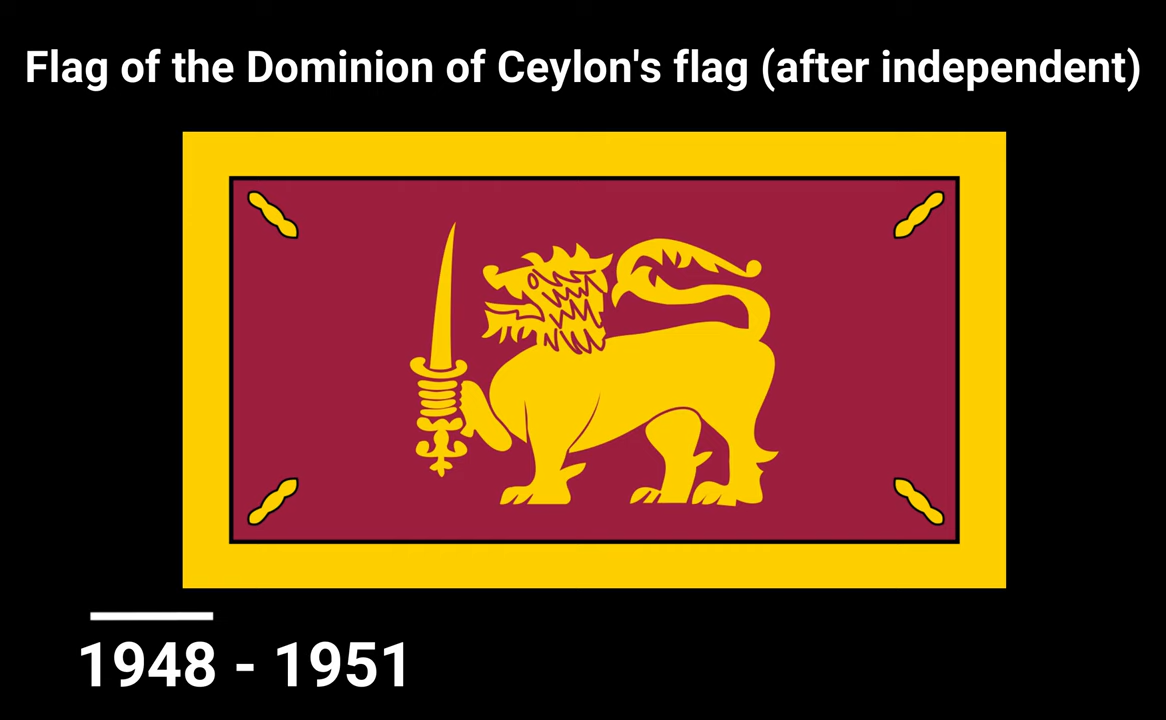 Flag of the Dominion of Ceylon's flag (after independent)
1948 - 1951